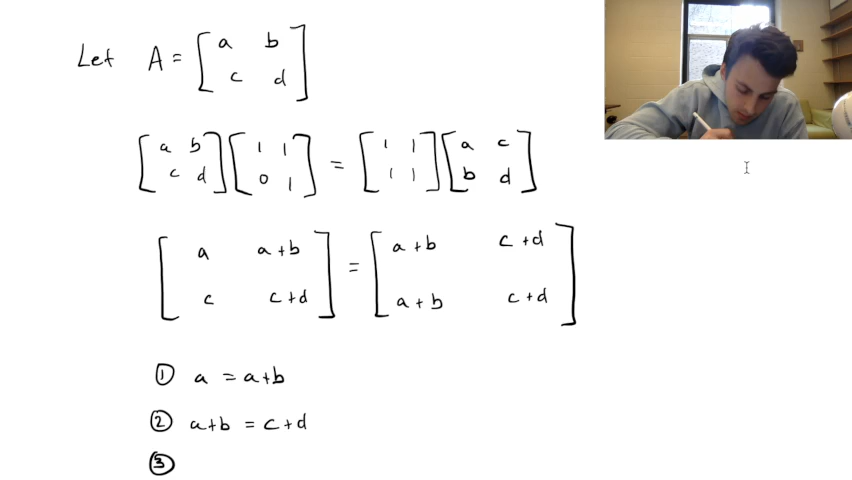 Let A = [a b; c d]
[a b; c d] [1 1; 0 1] = [1 1; 1 1] [a c; b d]
[a a+b; c c+d] = [a+b c+d; a+b c+d]
① a = a+b
② a+b = c+d
③